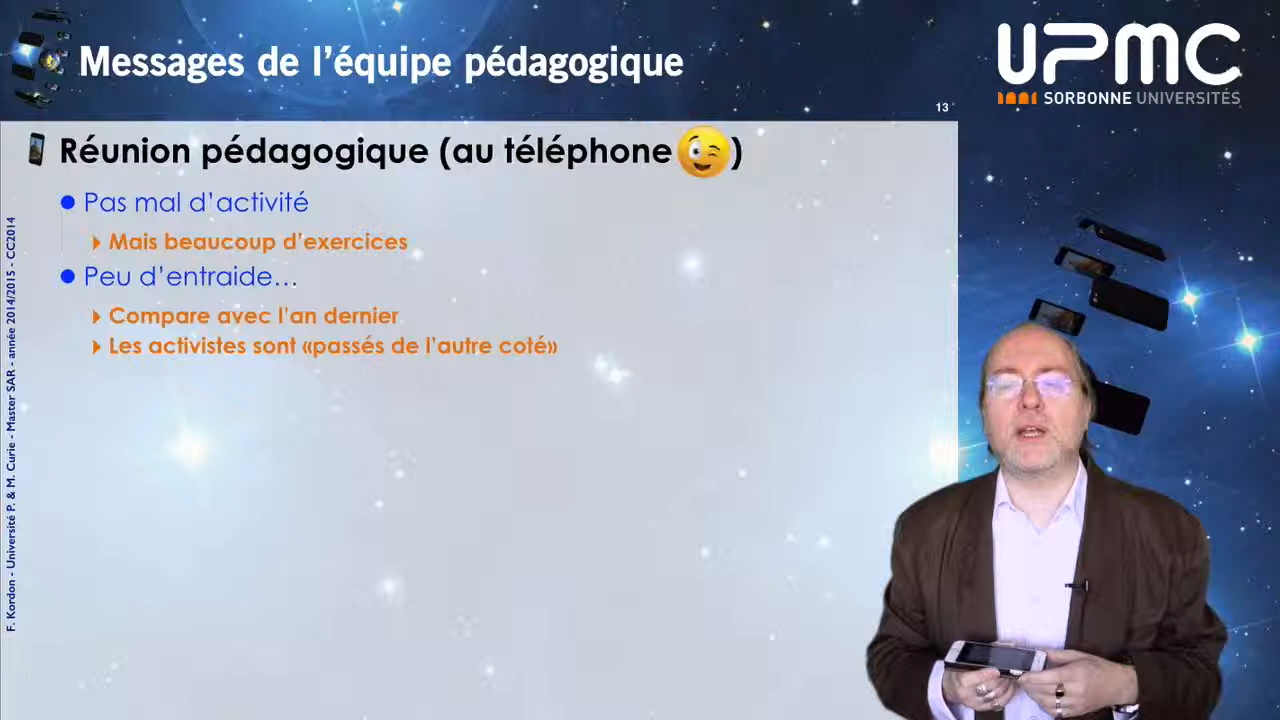 Messages de l'équipe pédagogique
UPMC
SORBONNE UNIVERSITÉS
13
Réunion pédagogique (au téléphone 😉)
Pas mal d'activité
Mais beaucoup d'exercices
Peu d'entraide...
Compare avec l'an dernier
Les activistes sont «passés de l'autre coté»
F. Kordon - Université P. & M. Curie - Master SAR - année 2014/2015 - CC2014